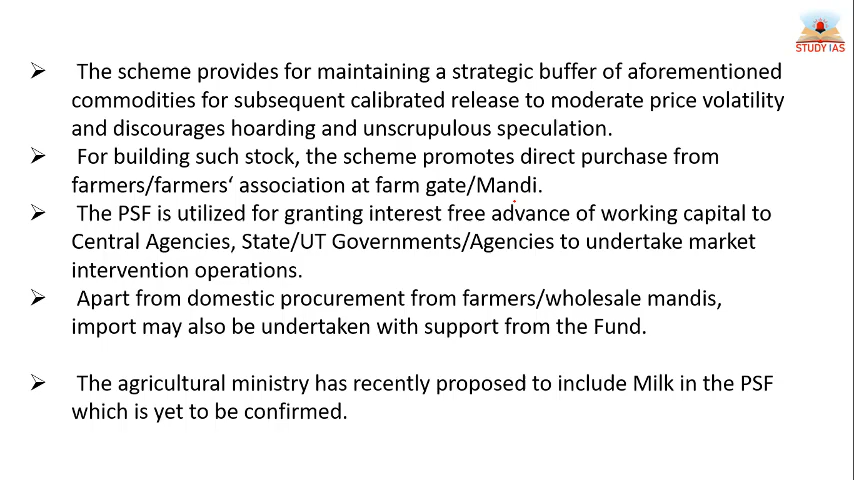 STUDY IAS
The scheme provides for maintaining a strategic buffer of aforementioned
commodities for subsequent calibrated release to moderate price volatility
and discourages hoarding and unscrupulous speculation.
For building such stock, the scheme promotes direct purchase from
farmers/farmers‘ association at farm gate/Mandi.
The PSF is utilized for granting interest free advance of working capital to
Central Agencies, State/UT Governments/Agencies to undertake market
intervention operations.
Apart from domestic procurement from farmers/wholesale mandis,
import may also be undertaken with support from the Fund.
The agricultural ministry has recently proposed to include Milk in the PSF
which is yet to be confirmed.